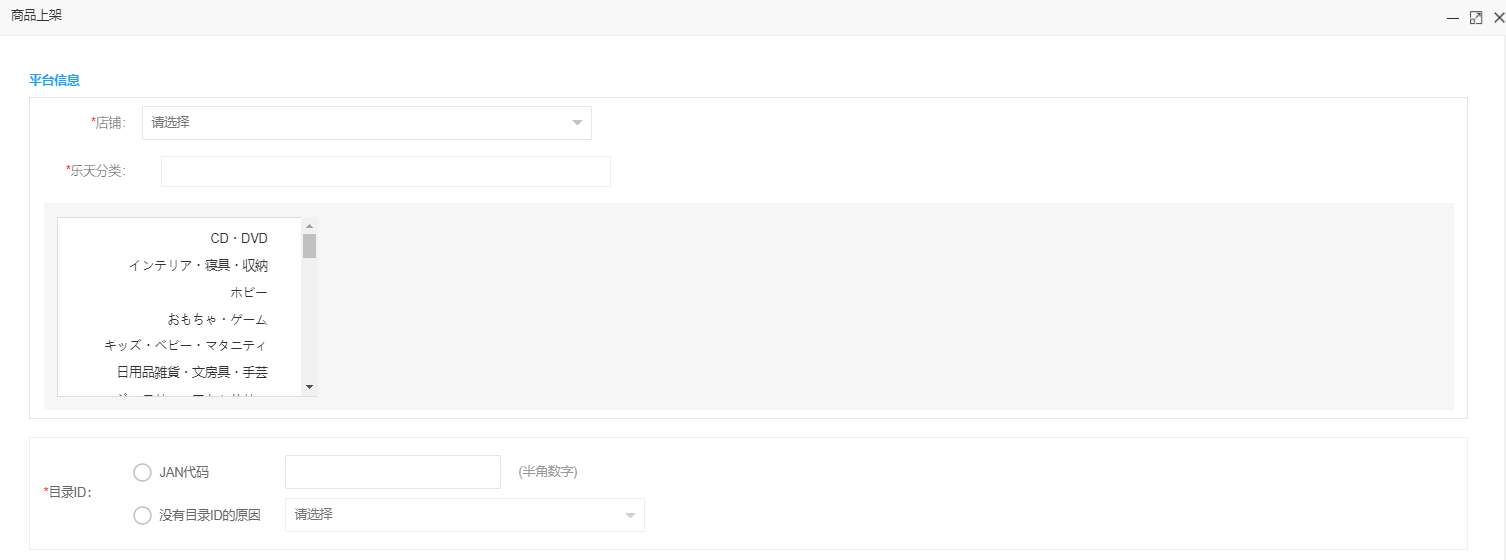 商品上架
平台信息
*店铺：
请选择
*乐天分类：
CD・DVD
インテリア・寝具・収納
ホビー
おもちゃ・ゲーム
キッズ・ベビー・マタニティ
日用品雑貨・文房具・手芸
*目录ID：
JAN代码
(半角数字)
没有目录ID的原因
请选择